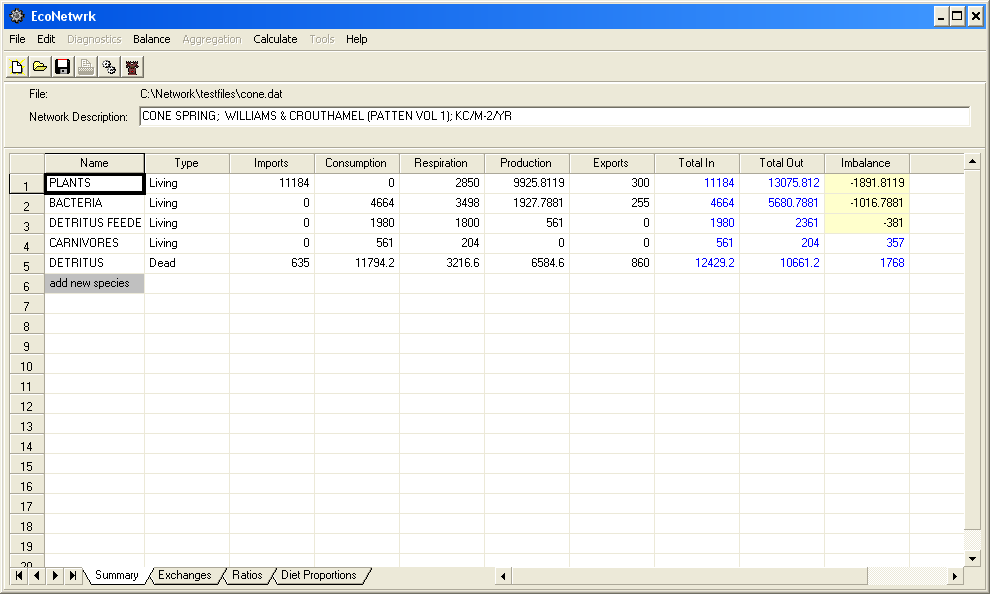 EcoNetwrk
File Edit Diagnostics Balance Aggregation Calculate Tools Help
File: C:\Network\testfiles\cone.dat
Network Description: CONE SPRING; WILLIAMS & CROUTHAMEL (PATTEN VOL 1); KC/M-2/YR
Name Type Imports Consumption Respiration Production Exports Total In Total Out Imbalance
1 PLANTS Living 11184 0 2850 9925.8119 300 11184 13075.812 -1891.8119
2 BACTERIA Living 0 4664 3498 1927.7881 255 4664 5680.7881 -1016.7881
3 DETRITUS FEEDE Living 0 1980 1800 561 0 1980 2361 -381
4 CARNIVORES Living 0 561 204 0 0 561 204 357
5 DETRITUS Dead 635 11794.2 3216.6 6584.6 860 12429.2 10661.2 1768
6 add new species
7
8
9
10
11
12
13
14
15
16
17
18
19
20
Summary Exchanges Ratios Diet Proportions